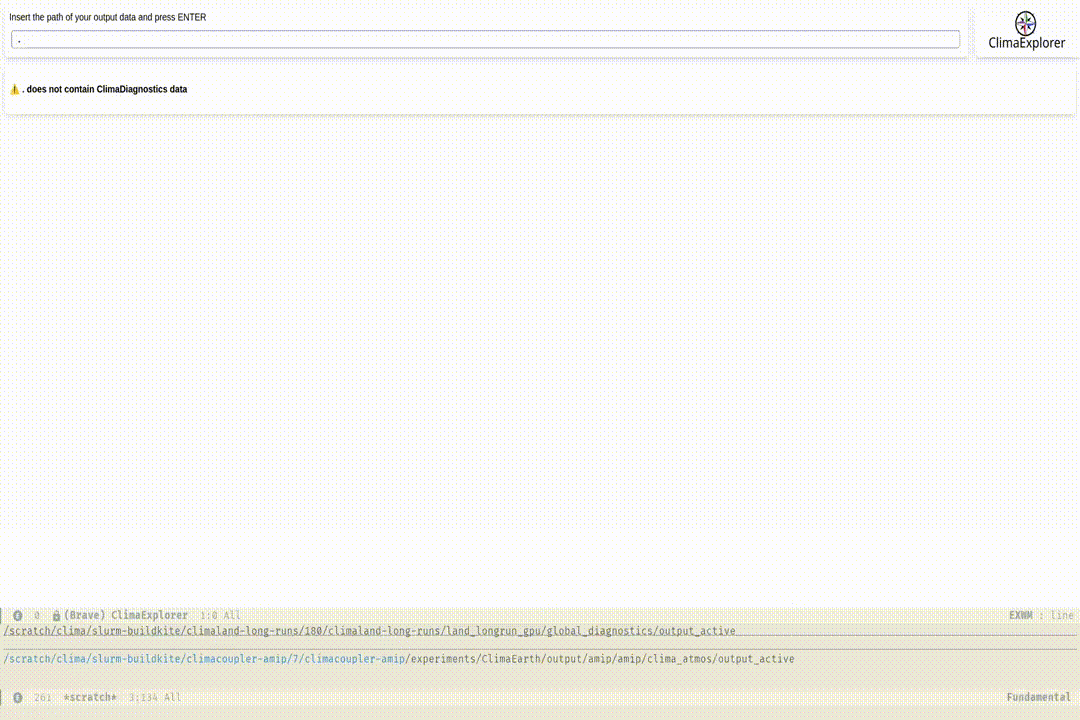 Insert the path of your output data and press ENTER
.
ClimaExplorer
⚠️ . does not contain ClimaDiagnostics data
0 (Brave) ClimaExplorer 1:0 All EXWM : line
/scratch/clima/slurm-buildkite/climaland-long-runs/180/climaland-long-runs/land_longrun_gpu/global_diagnostics/output_active
/scratch/clima/slurm-buildkite/climacoupler-amip/7/climacoupler-amip/experiments/ClimaEarth/output/amip/amip/clima_atmos/output_active
261 *scratch* 3:134 All Fundamental